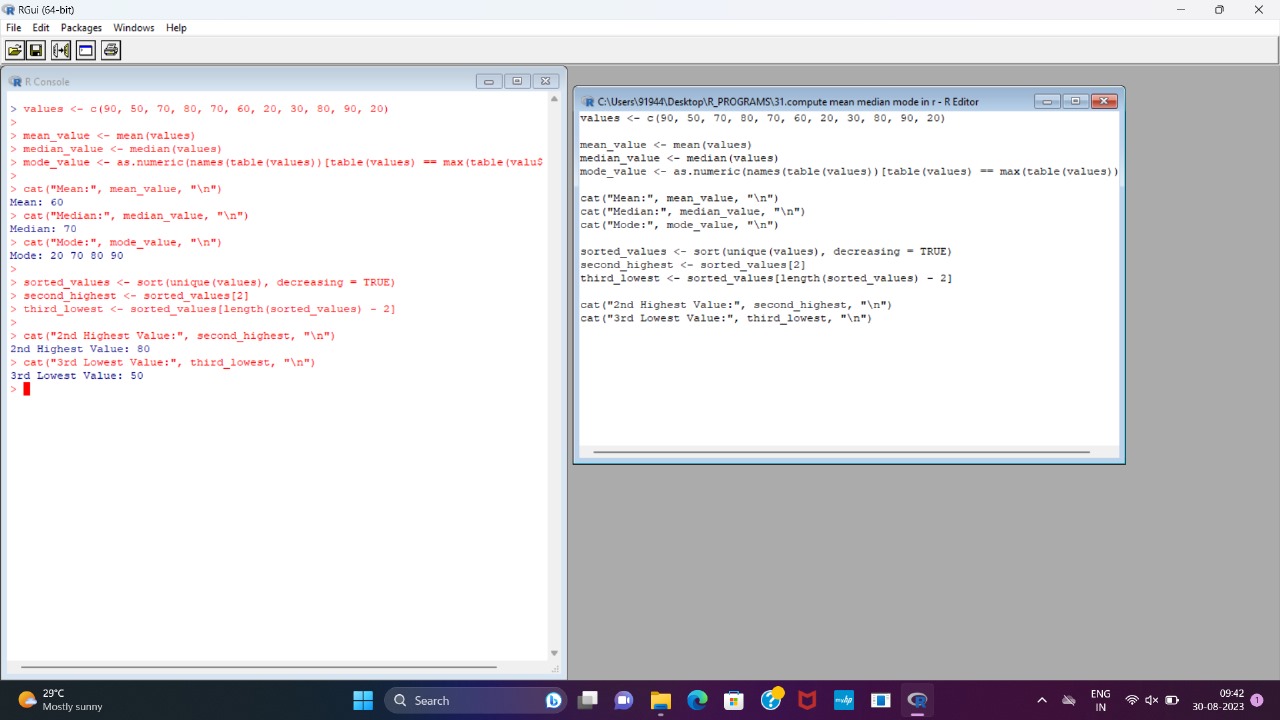 RGui (64-bit)
File Edit Packages Windows Help
R Console
> values <- c(90, 50, 70, 80, 70, 60, 20, 30, 80, 90, 20)
>
> mean_value <- mean(values)
> median_value <- median(values)
> mode_value <- as.numeric(names(table(values))[table(values) == max(table(valu$
>
> cat("Mean:", mean_value, "\n")
Mean: 60
> cat("Median:", median_value, "\n")
Median: 70
> cat("Mode:", mode_value, "\n")
Mode: 20 70 80 90
>
> sorted_values <- sort(unique(values), decreasing = TRUE)
> second_highest <- sorted_values[2]
> third_lowest <- sorted_values[length(sorted_values) - 2]
>
> cat("2nd Highest Value:", second_highest, "\n")
2nd Highest Value: 80
> cat("3rd Lowest Value:", third_lowest, "\n")
3rd Lowest Value: 50
>
C:\Users\91944\Desktop\R_PROGRAMS\31.compute mean median mode in r - R Editor
values <- c(90, 50, 70, 80, 70, 60, 20, 30, 80, 90, 20)
mean_value <- mean(values)
median_value <- median(values)
mode_value <- as.numeric(names(table(values))[table(values) == max(table(values))
cat("Mean:", mean_value, "\n")
cat("Median:", median_value, "\n")
cat("Mode:", mode_value, "\n")
sorted_values <- sort(unique(values), decreasing = TRUE)
second_highest <- sorted_values[2]
third_lowest <- sorted_values[length(sorted_values) - 2]
cat("2nd Highest Value:", second_highest, "\n")
cat("3rd Lowest Value:", third_lowest, "\n")
29°C
Mostly sunny
Search
myhp
ENG
IN
09:42
30-08-2023
1